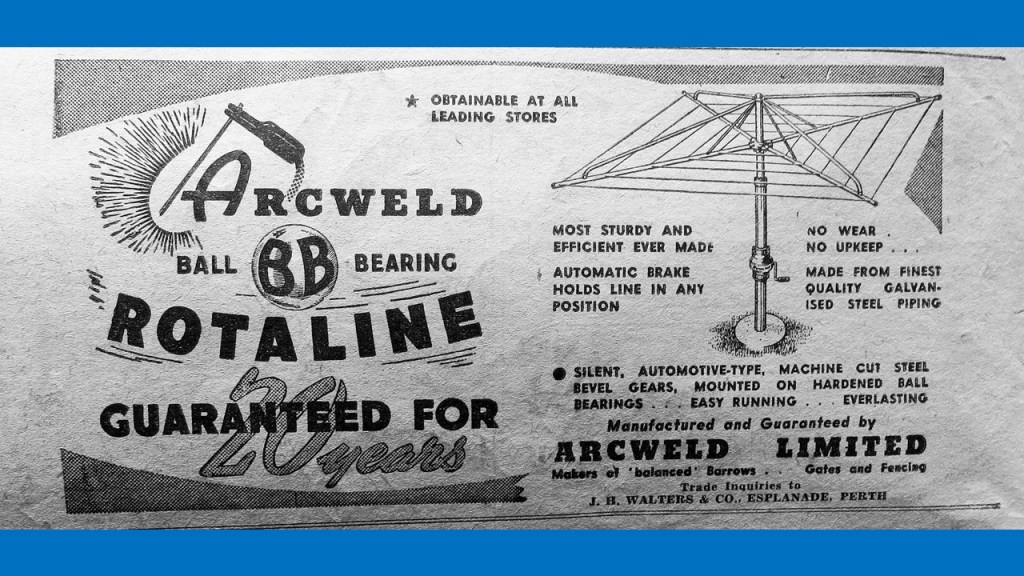 ★ OBTAINABLE AT ALL
LEADING STORES
ARCWELD
BALL BB BEARING
ROTALINE
GUARANTEED FOR
20 years
MOST STURDY AND
EFFICIENT EVER MADE
AUTOMATIC BRAKE
HOLDS LINE IN ANY
POSITION
NO WEAR .
NO UPKEEP . . .
MADE FROM FINEST
QUALITY GALVAN-
ISED STEEL PIPING
● SILENT, AUTOMOTIVE-TYPE, MACHINE CUT STEEL
BEVEL GEARS, MOUNTED ON HARDENED BALL
BEARINGS . . . EASY RUNNING . . . EVERLASTING
Manufactured and Guaranteed by
ARCWELD LIMITED
Makers of 'balanced' Barrows . . Gates and Fencing
Trade Inquiries to
J. H. WALTERS & CO., ESPLANADE, PERTH